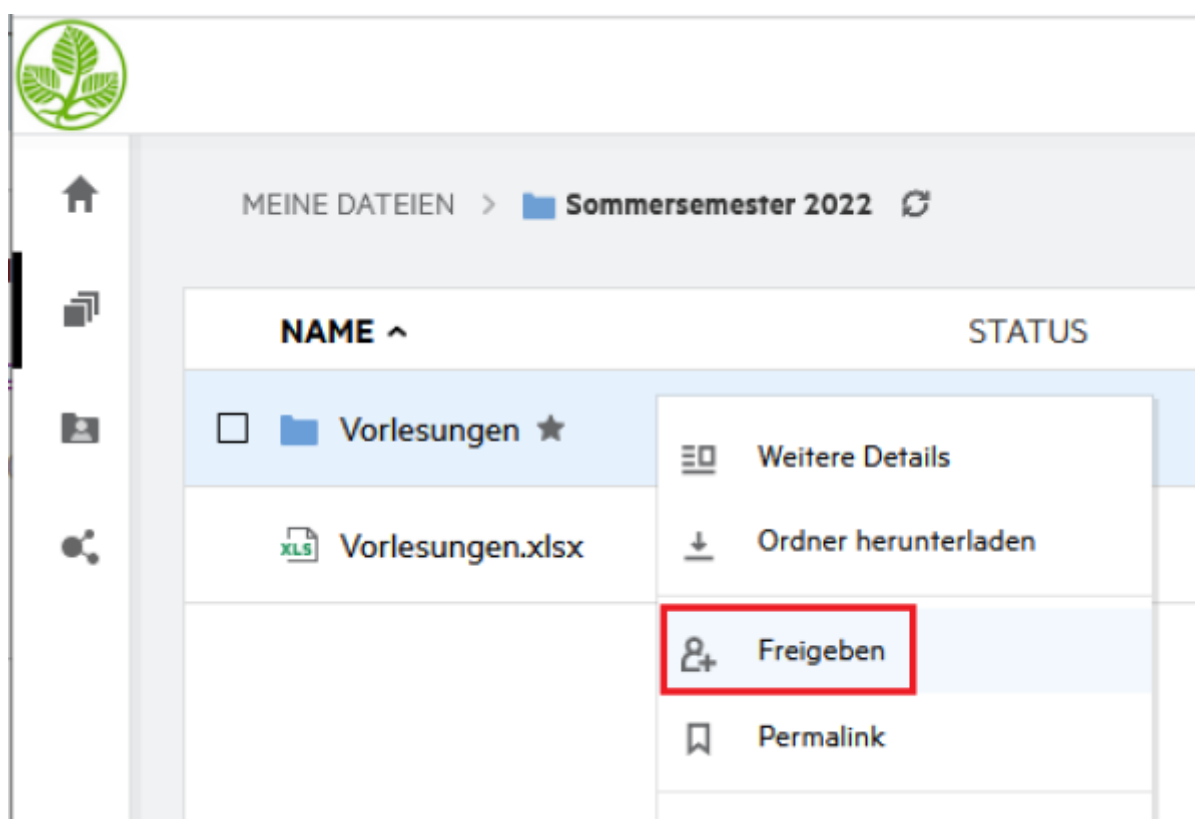 MEINE DATEIEN > Sommersemester 2022
NAME STATUS
Vorlesungen
Weitere Details
Ordner herunterladen
XLS Vorlesungen.xlsx
Freigeben
Permalink